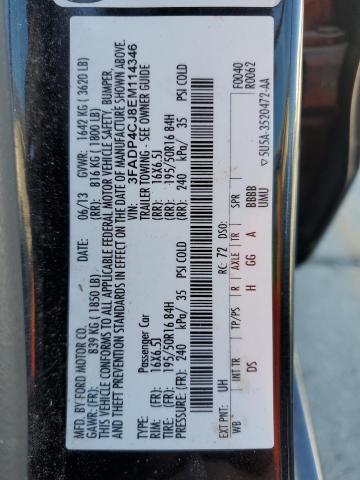 MFD. BY FORD MOTOR CO.
DATE: 06/13 GVWR: 1642 KG ( 3620 LB)
GAWR: (FR): 839 KG ( 1850 LB) (RR): 816 KG ( 1800 LB)
THIS VEHICLE CONFORMS TO ALL APPLICABLE FEDERAL MOTOR VEHICLE SAFETY, BUMPER,
AND THEFT PREVENTION STANDARDS IN EFFECT ON THE DATE OF MANUFACTURE SHOWN ABOVE.
VIN: 3FADP4CJ8EM114346
Passenger Car TRAILER TOWING - SEE OWNER GUIDE
RIM: (FR): 16X6.5J (RR): 16X6.5J
TIRE: (FR): 195/50R16 84H (RR): 195/50R16 84H
PRESSURE: (FR): 240 kPa/ 35 PSI COLD (RR): 240 kPa/ 35 PSI COLD
EXT PNT: UH RC: 72 DSO: F0040
WB INT TR TP/PS R AXLE TR SPR R0062
DS H GG A BBBB
UMU
5U5A-3520472-AA